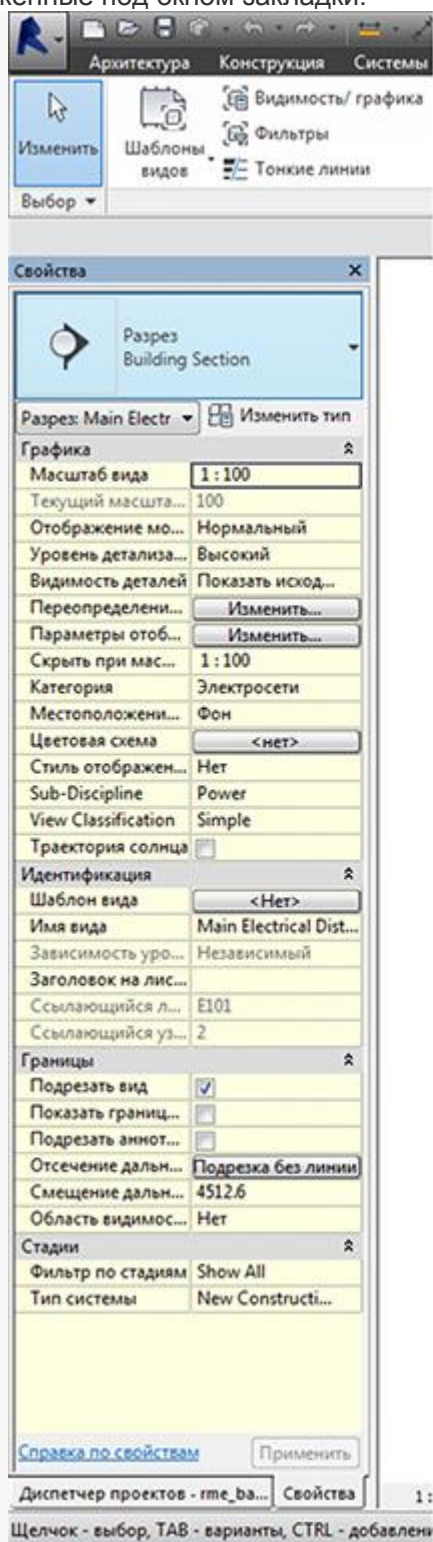 женные под окном закладки.
Архитектура Конструкция Системы
Изменить
Шаблоны видов
Видимость/ графика
Фильтры
Тонкие линии
Выбор
Свойства
Разрез
Building Section
Разрез: Main Electr Изменить тип
Графика
Масштаб вида 1 : 100
Текущий масшта... 100
Отображение мо... Нормальный
Уровень детализа... Высокий
Видимость деталей Показать исход...
Переопределени... Изменить...
Параметры отоб... Изменить...
Скрыть при мас... 1 : 100
Категория Электросети
Местоположени... Фон
Цветовая схема <нет>
Стиль отображен... Нет
Sub-Discipline Power
View Classification Simple
Траектория солнца
Идентификация
Шаблон вида <Нет>
Имя вида Main Electrical Dist...
Зависимость уро... Независимый
Заголовок на лис...
Ссылающийся л... E101
Ссылающийся уз... 2
Границы
Подрезать вид
Показать границ...
Подрезать аннот...
Отсечение дальн... Подрезка без линии
Смещение дальн... 4512.6
Область видимос... Нет
Стадии
Фильтр по стадиям Show All
Тип системы New Constructi...
Справка по свойствам Применить
Диспетчер проектов - rme_ba... Свойства 1:
Щелчок - выбор, TAB - варианты, CTRL - добавлени